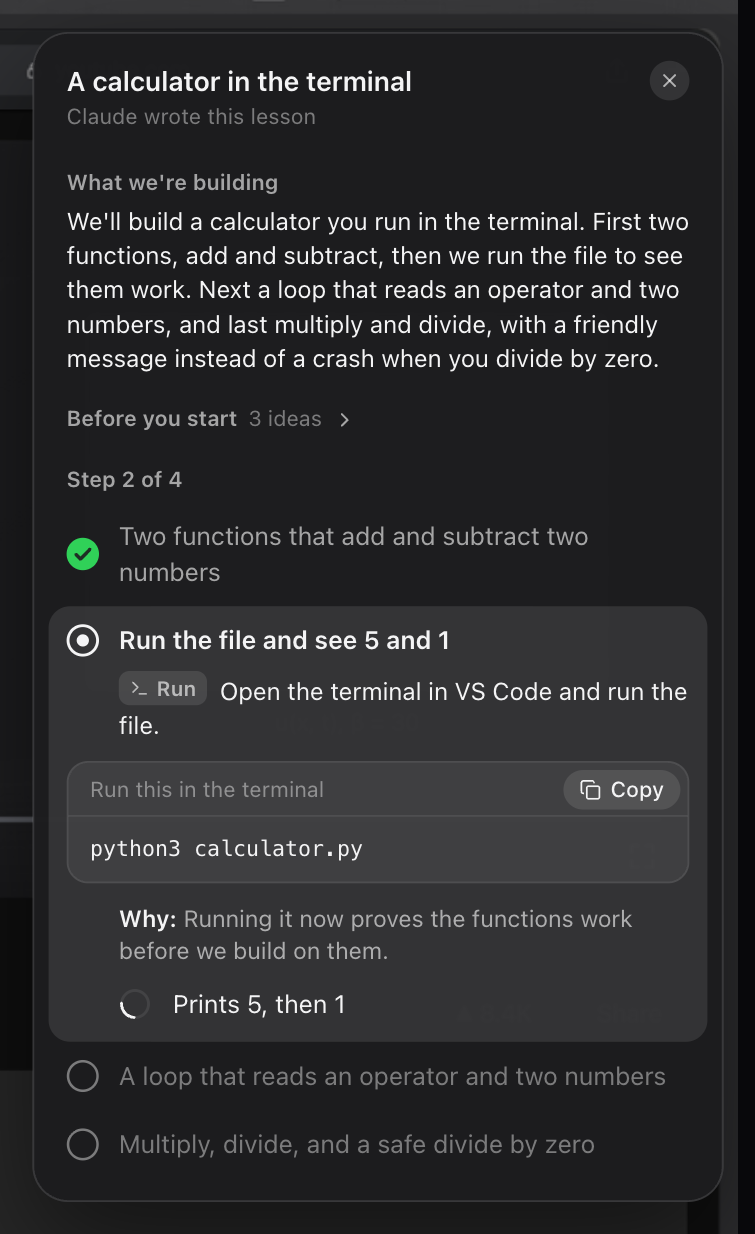 A calculator in the terminal
Claude wrote this lesson
What we're building
We'll build a calculator you run in the terminal. First two
functions, add and subtract, then we run the file to see
them work. Next a loop that reads an operator and two
numbers, and last multiply and divide, with a friendly
message instead of a crash when you divide by zero.
Before you start 3 ideas
Step 2 of 4
Two functions that add and subtract two
numbers
Run the file and see 5 and 1
Run Open the terminal in VS Code and run the
file.
Run this in the terminal Copy
python3 calculator.py
Why: Running it now proves the functions work
before we build on them.
Prints 5, then 1
A loop that reads an operator and two numbers
Multiply, divide, and a safe divide by zero